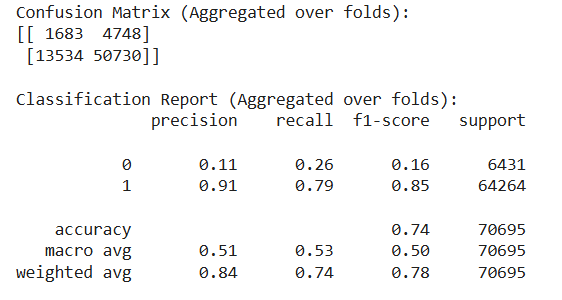 Confusion Matrix (Aggregated over folds):
[[ 1683  4748]
 [13534 50730]]

Classification Report (Aggregated over folds):
              precision    recall  f1-score   support

           0       0.11      0.26      0.16      6431
           1       0.91      0.79      0.85     64264

    accuracy                           0.74     70695
   macro avg       0.51      0.53      0.50     70695
weighted avg       0.84      0.74      0.78     70695